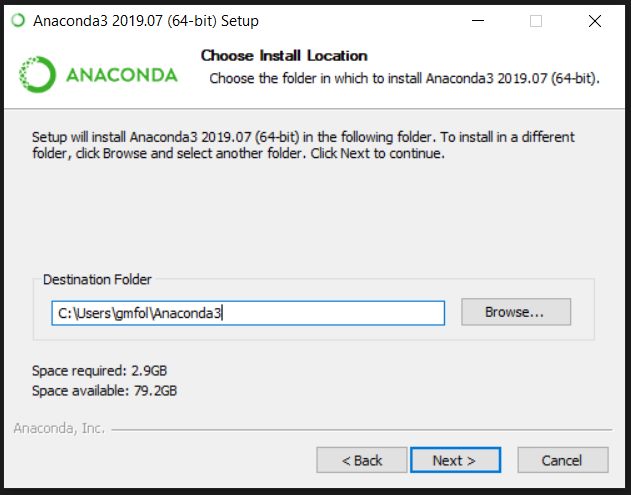 Anaconda3 2019.07 (64-bit) Setup
ANACONDA
Choose Install Location
Choose the folder in which to install Anaconda3 2019.07 (64-bit).
Setup will install Anaconda3 2019.07 (64-bit) in the following folder. To install in a different
folder, click Browse and select another folder. Click Next to continue.
Destination Folder
C:\Users\gmfol\Anaconda3
Browse...
Space required: 2.9GB
Space available: 79.2GB
Anaconda, Inc.
< Back
Next >
Cancel